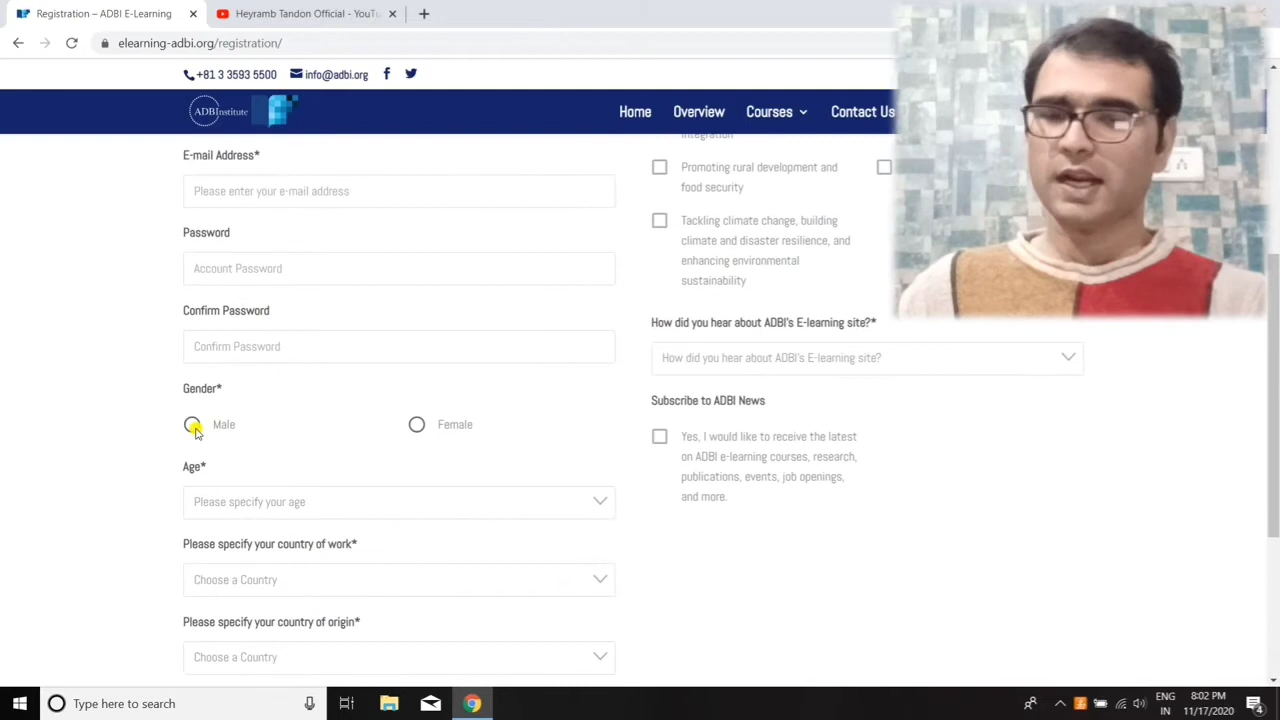 Registration – ADBI E-Learning
Heyramb Tandon Official - YouTu
elearning-adbi.org/registration/
+81 3 3593 5500 info@adbi.org
ADBInstitute
Home Overview Courses Contact Us
integration
E-mail Address*
Please enter your e-mail address
Password
Account Password
Confirm Password
Confirm Password
Gender*
Male Female
Age*
Please specify your age
Please specify your country of work*
Choose a Country
Please specify your country of origin*
Choose a Country
Promoting rural development and
food security
Tackling climate change, building
climate and disaster resilience, and
enhancing environmental
sustainability
How did you hear about ADBI's E-learning site?*
How did you hear about ADBI's E-learning site?
Subscribe to ADBI News
Yes, I would like to receive the latest
on ADBI e-learning courses, research,
publications, events, job openings,
and more.
Type here to search
ENG
IN
8:02 PM
11/17/2020
4